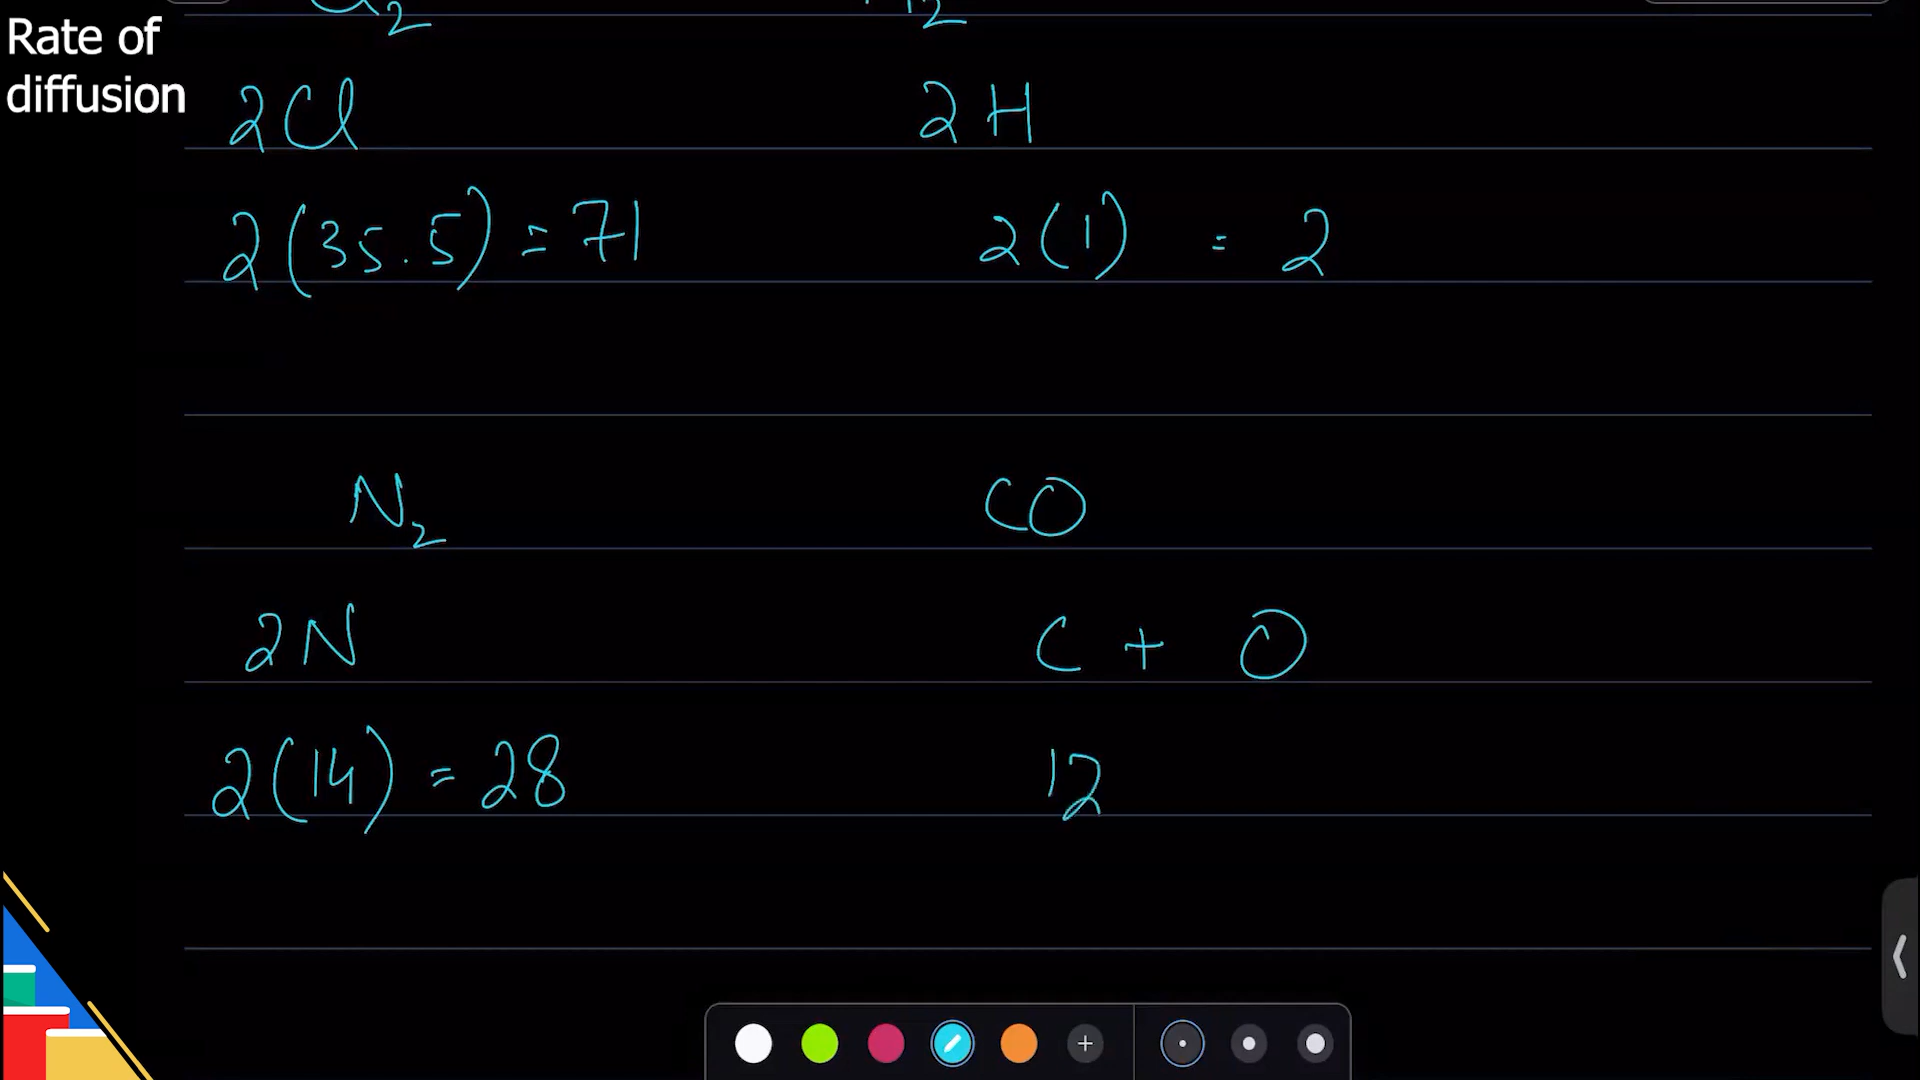 Rate of
diffusion
2Cl 2H
2(35.5) = 71 2(1) = 2
N₂ CO
2N C + O
2(14) = 28 12